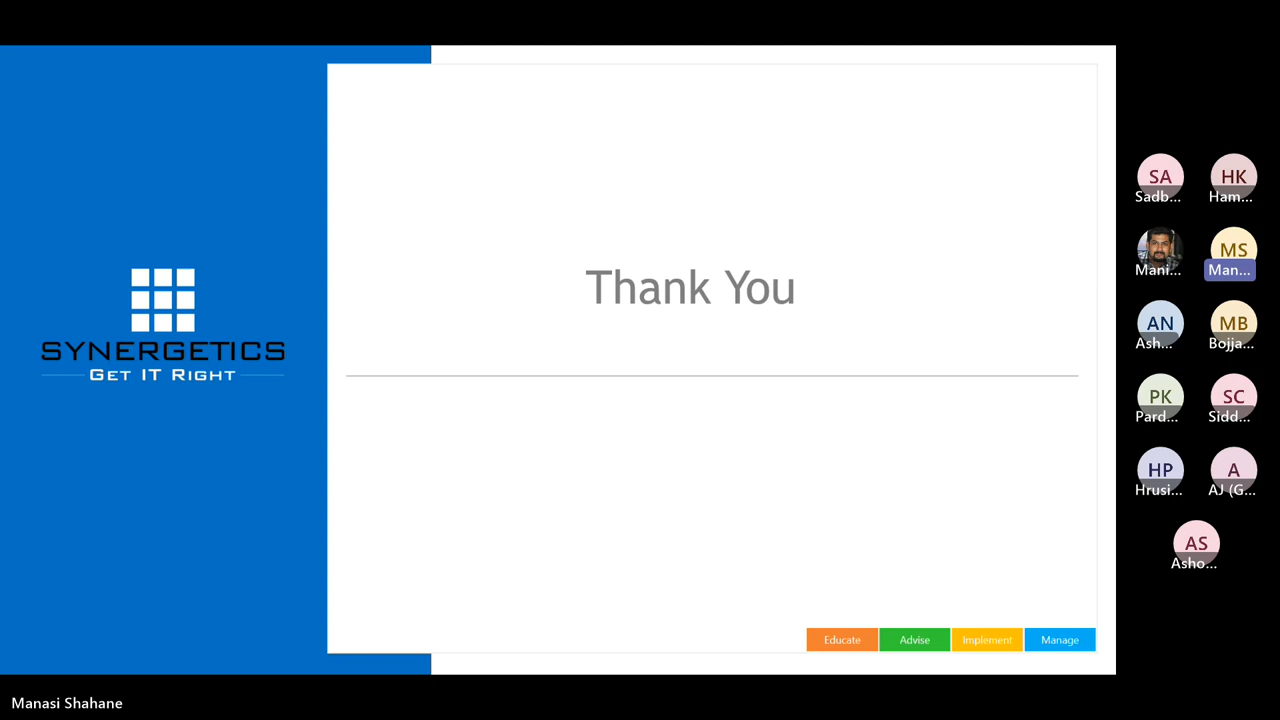 SYNERGETICS
GET IT RIGHT
Thank You
Educate
Advise
Implement
Manage
SA
Sadb...
HK
Ham...
Mani...
MS
Man...
AN
Ash...
MB
Bojja...
PK
Pard...
SC
Sidd...
HP
Hrusi...
A
AJ (G...
AS
Asho...
Manasi Shahane